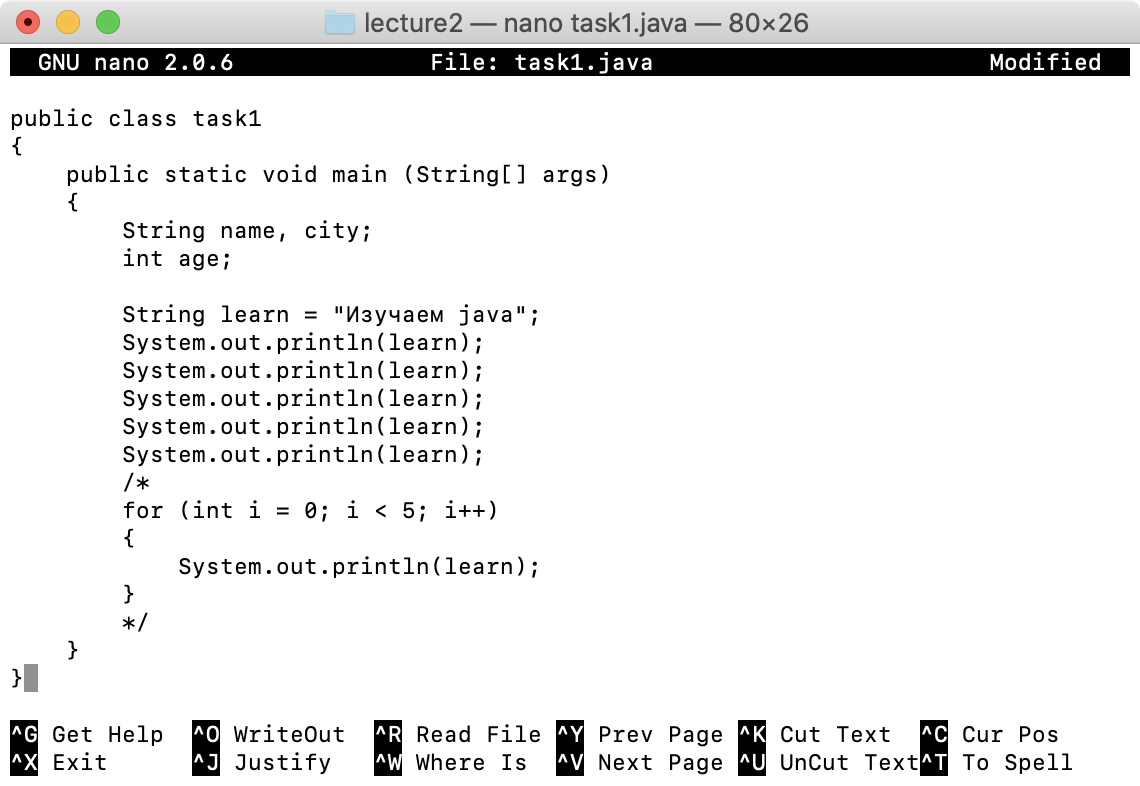 lecture2 — nano task1.java — 80×26
GNU nano 2.0.6 File: task1.java Modified
public class task1
{
    public static void main (String[] args)
    {
        String name, city;
        int age;
        String learn = "Изучаем java";
        System.out.println(learn);
        System.out.println(learn);
        System.out.println(learn);
        System.out.println(learn);
        System.out.println(learn);
        /*
        for (int i = 0; i < 5; i++)
        {
            System.out.println(learn);
        }
        */
    }
}
^G Get Help ^O WriteOut ^R Read File ^Y Prev Page ^K Cut Text ^C Cur Pos
^X Exit ^J Justify ^W Where Is ^V Next Page ^U UnCut Text ^T To Spell